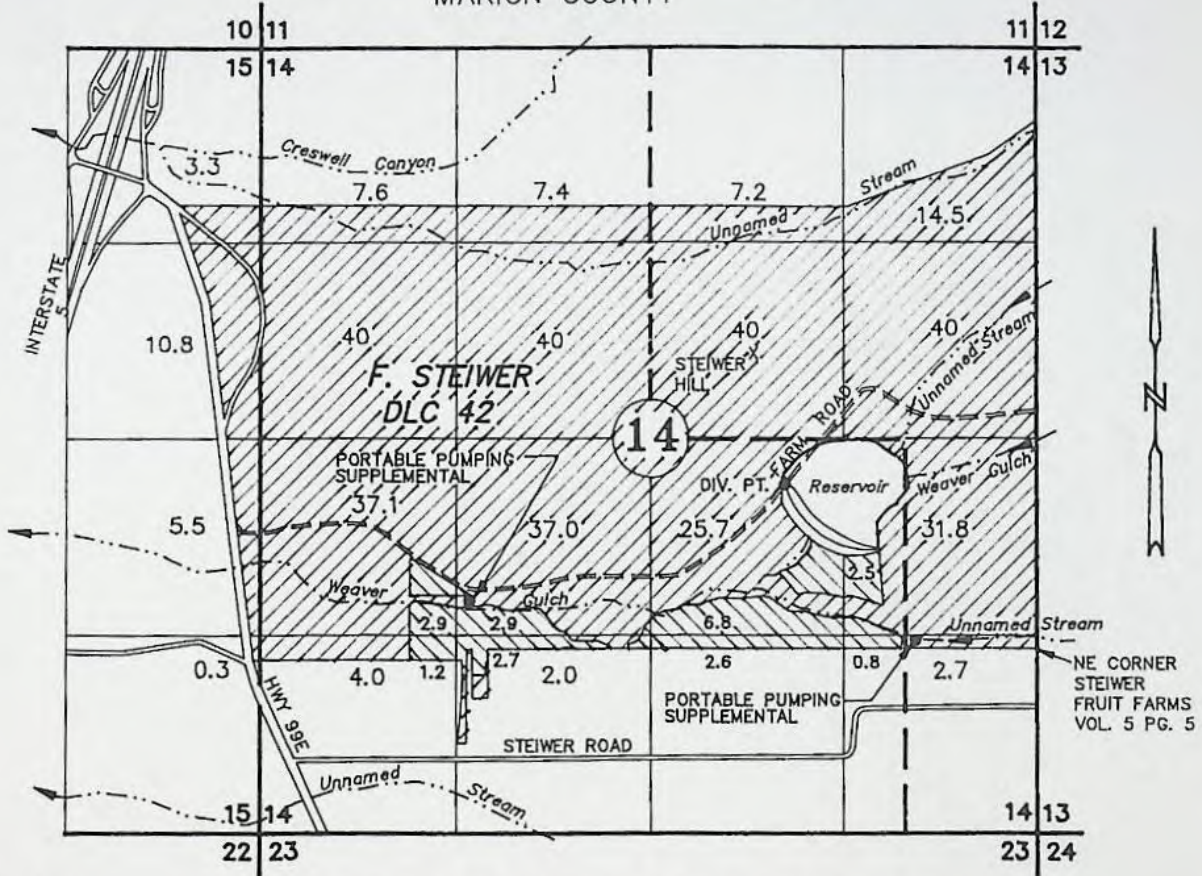 MARION COUNTY
10 11
11 12
15 14
14 13
Creswell Canyon
3.3
7.6
7.4
7.2
Unnamed Stream
14.5
INTERSTATE 5
10.8
40
40
40
40
STEIWER HILL
Unnamed Stream
F. STEIWER
DLC 42
14
FARM ROAD
PORTABLE PUMPING
SUPPLEMENTAL
DIV. PT.
Reservoir
Weaver Gulch
37.1
37.0
25.7
31.8
5.5
2.5
Weaver Gulch
2.9
2.9
6.8
Unnamed Stream
0.3
4.0
1.2
2.7
2.0
2.6
0.8
2.7
NE CORNER
STEIWER
FRUIT FARMS
VOL. 5 PG. 5
HWY 99E
PORTABLE PUMPING
SUPPLEMENTAL
STEIWER ROAD
Unnamed Stream
15 14
14 13
22 23
23 24
N